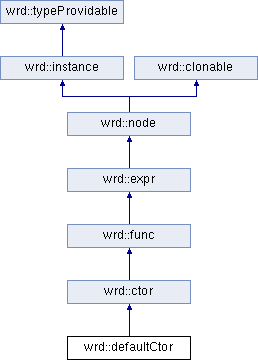 wrd::typeProvidable
wrd::instance wrd::clonable
wrd::node
wrd::expr
wrd::func
wrd::ctor
wrd::defaultCtor